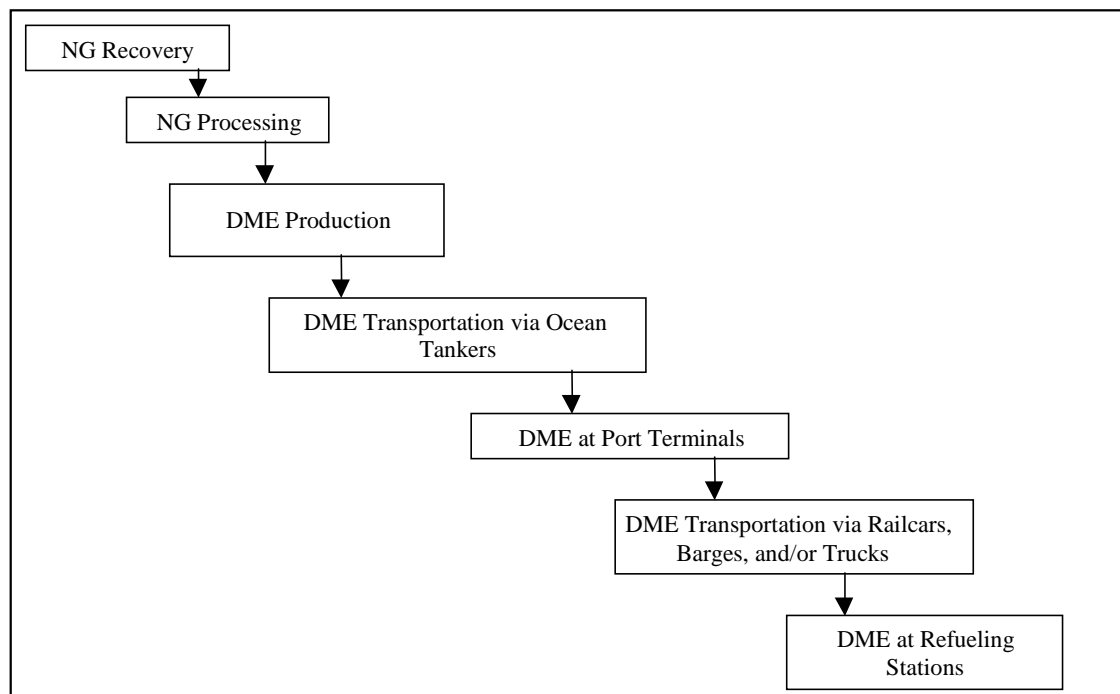 NG Recovery
NG Processing
DME Production
DME Transportation via Ocean
Tankers
DME at Port Terminals
DME Transportation via Railcars,
Barges, and/or Trucks
DME at Refueling
Stations